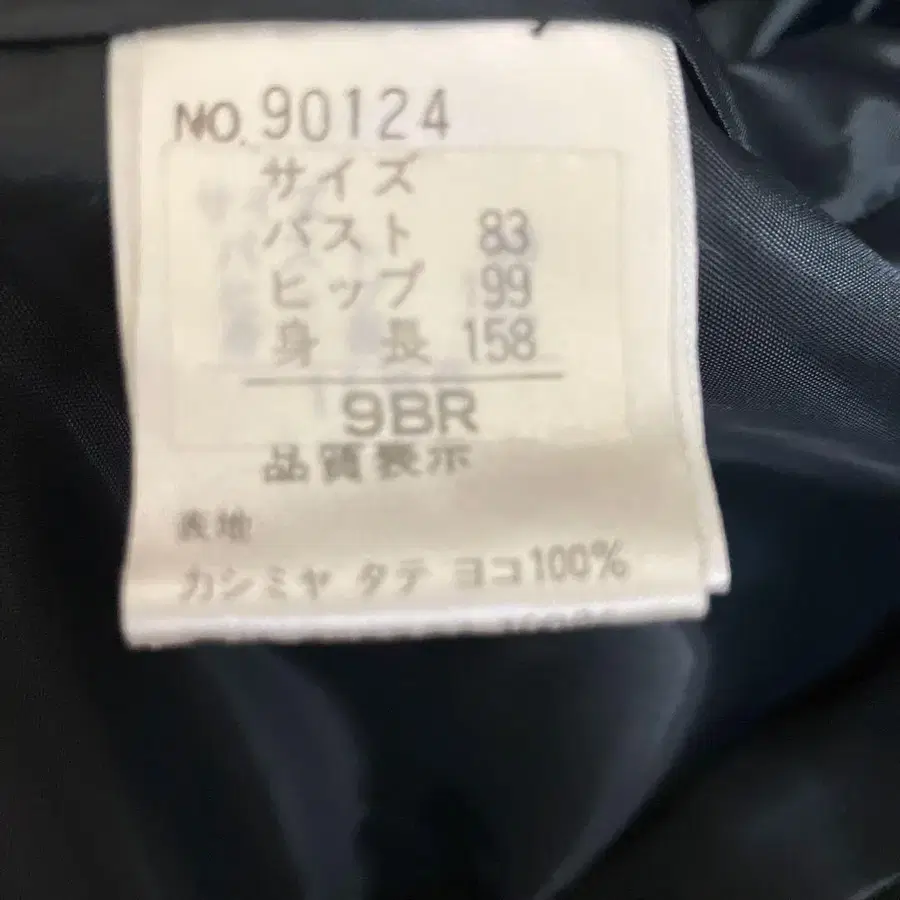 NO. 90124
サイズ
バスト 83
ヒップ 99
身長 158
9BR
品質表示
表地
カシミヤ タテ ヨコ100%